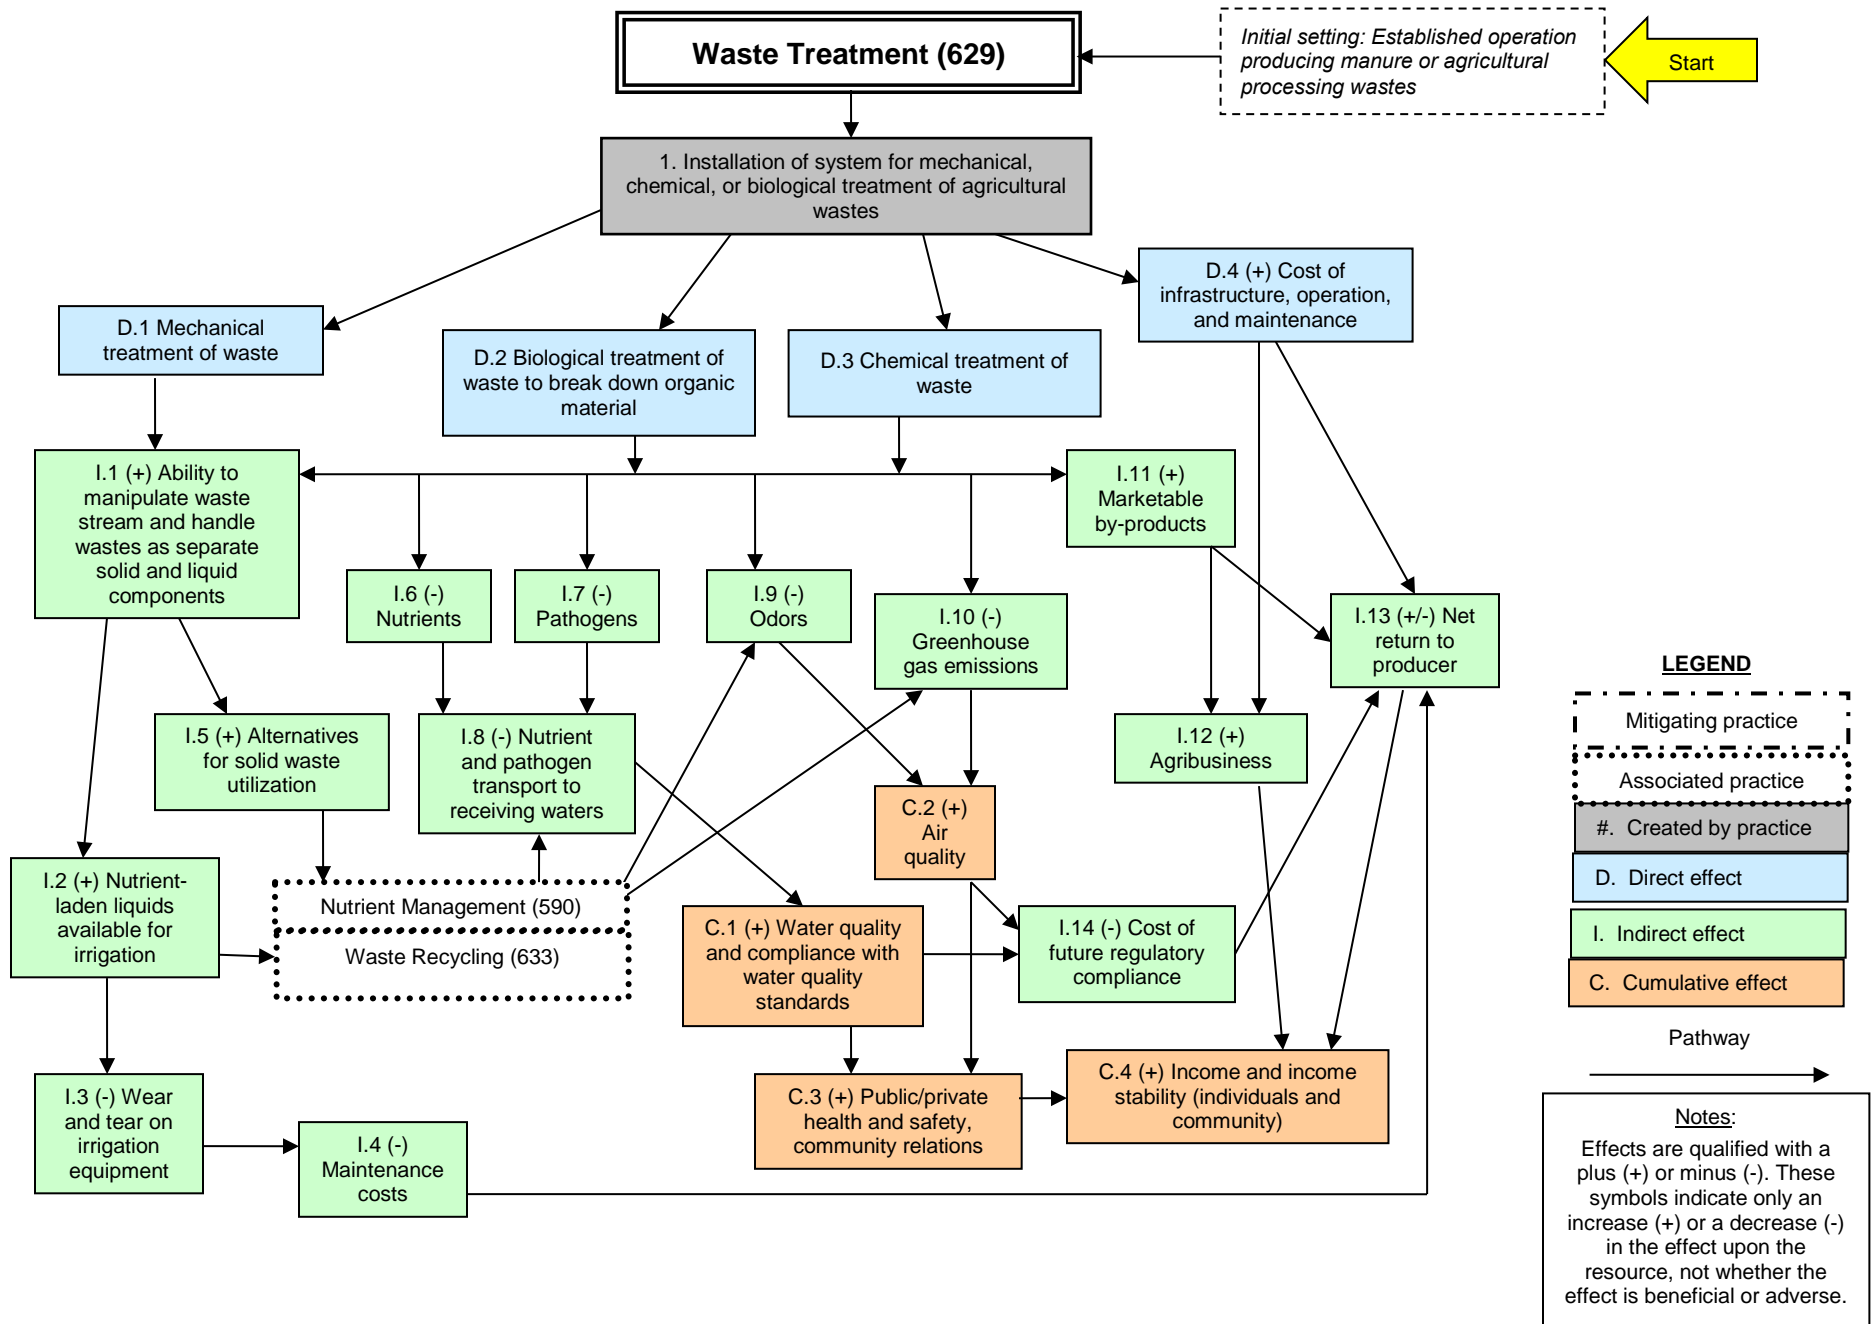 Waste Treatment (629)
Initial setting: Established operation
producing manure or agricultural
processing wastes
Start
1. Installation of system for mechanical,
chemical, or biological treatment of agricultural
wastes
D.4 (+) Cost of
infrastructure, operation,
and maintenance
D.1 Mechanical
treatment of waste
D.2 Biological treatment of
waste to break down organic
material
D.3 Chemical treatment of
waste
I.1 (+) Ability to
manipulate waste
stream and handle
wastes as separate
solid and liquid
components
I.11 (+)
Marketable
by-products
I.6 (-)
Nutrients
I.7 (-)
Pathogens
I.9 (-)
Odors
I.10 (-)
Greenhouse
gas emissions
I.13 (+/-) Net
return to
producer
I.5 (+) Alternatives
for solid waste
utilization
I.8 (-) Nutrient
and pathogen
transport to
receiving waters
I.12 (+)
Agribusiness
C.2 (+)
Air
quality
I.2 (+) Nutrient-
laden liquids
available for
irrigation
Nutrient Management (590)
Waste Recycling (633)
C.1 (+) Water quality
and compliance with
water quality
standards
I.14 (-) Cost of
future regulatory
compliance
I.3 (-) Wear
and tear on
irrigation
equipment
I.4 (-)
Maintenance
costs
C.3 (+) Public/private
health and safety,
community relations
C.4 (+) Income and income
stability (individuals and
community)
LEGEND
Mitigating practice
Associated practice
#. Created by practice
D. Direct effect
I. Indirect effect
C. Cumulative effect
Pathway
Notes:
Effects are qualified with a
plus (+) or minus (-). These
symbols indicate only an
increase (+) or a decrease (-)
in the effect upon the
resource, not whether the
effect is beneficial or adverse.